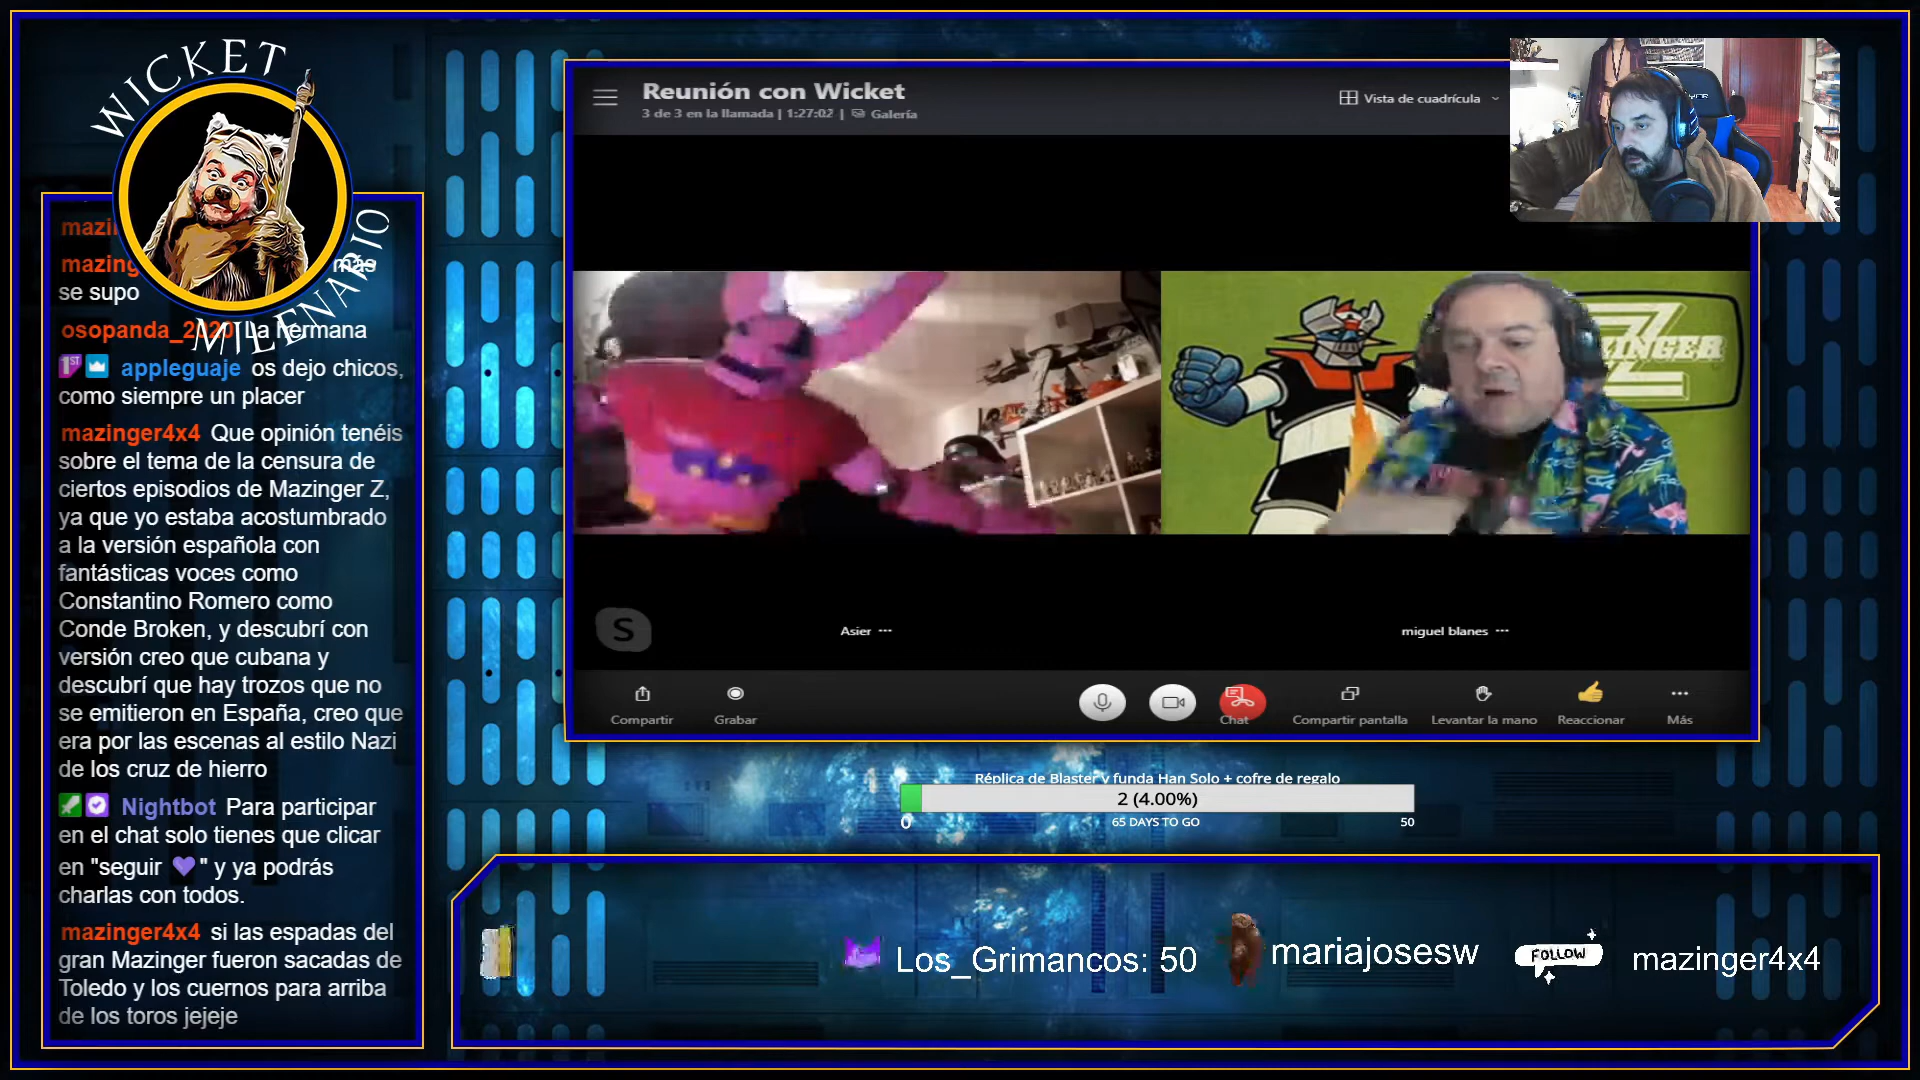 WICKET
MILENARIO
mazin
mazing más
se supo
osopanda_2020 La hermana
1ST appleguaje os dejo chicos,
como siempre un placer
mazinger4x4 Que opinión tenéis
sobre el tema de la censura de
ciertos episodios de Mazinger Z,
ya que yo estaba acostumbrado
a la versión española con
fantásticas voces como
Constantino Romero como
Conde Broken, y descubrí con
versión creo que cubana y
descubrí que hay trozos que no
se emitieron en España, creo que
era por las escenas al estilo Nazi
de los cruz de hierro
Nightbot Para participar
en el chat solo tienes que clicar
en "seguir 💜" y ya podrás
charlas con todos.
mazinger4x4 si las espadas del
gran Mazinger fueron sacadas de
Toledo y los cuernos para arriba
de los toros jejeje
Reunión con Wicket
3 de 3 en la llamada | 1:27:02 | Galería
Vista de cuadrícula
Z
ZINGER
S
Asier ···
miguel blanes ···
Compartir
Grabar
Chat
Compartir pantalla
Levantar la mano
Reaccionar
Más
Réplica de Blaster y funda Han Solo + cofre de regalo
2 (4.00%)
0
65 DAYS TO GO
50
Los_Grimancos: 50
mariajosesw
FOLLOW
mazinger4x4